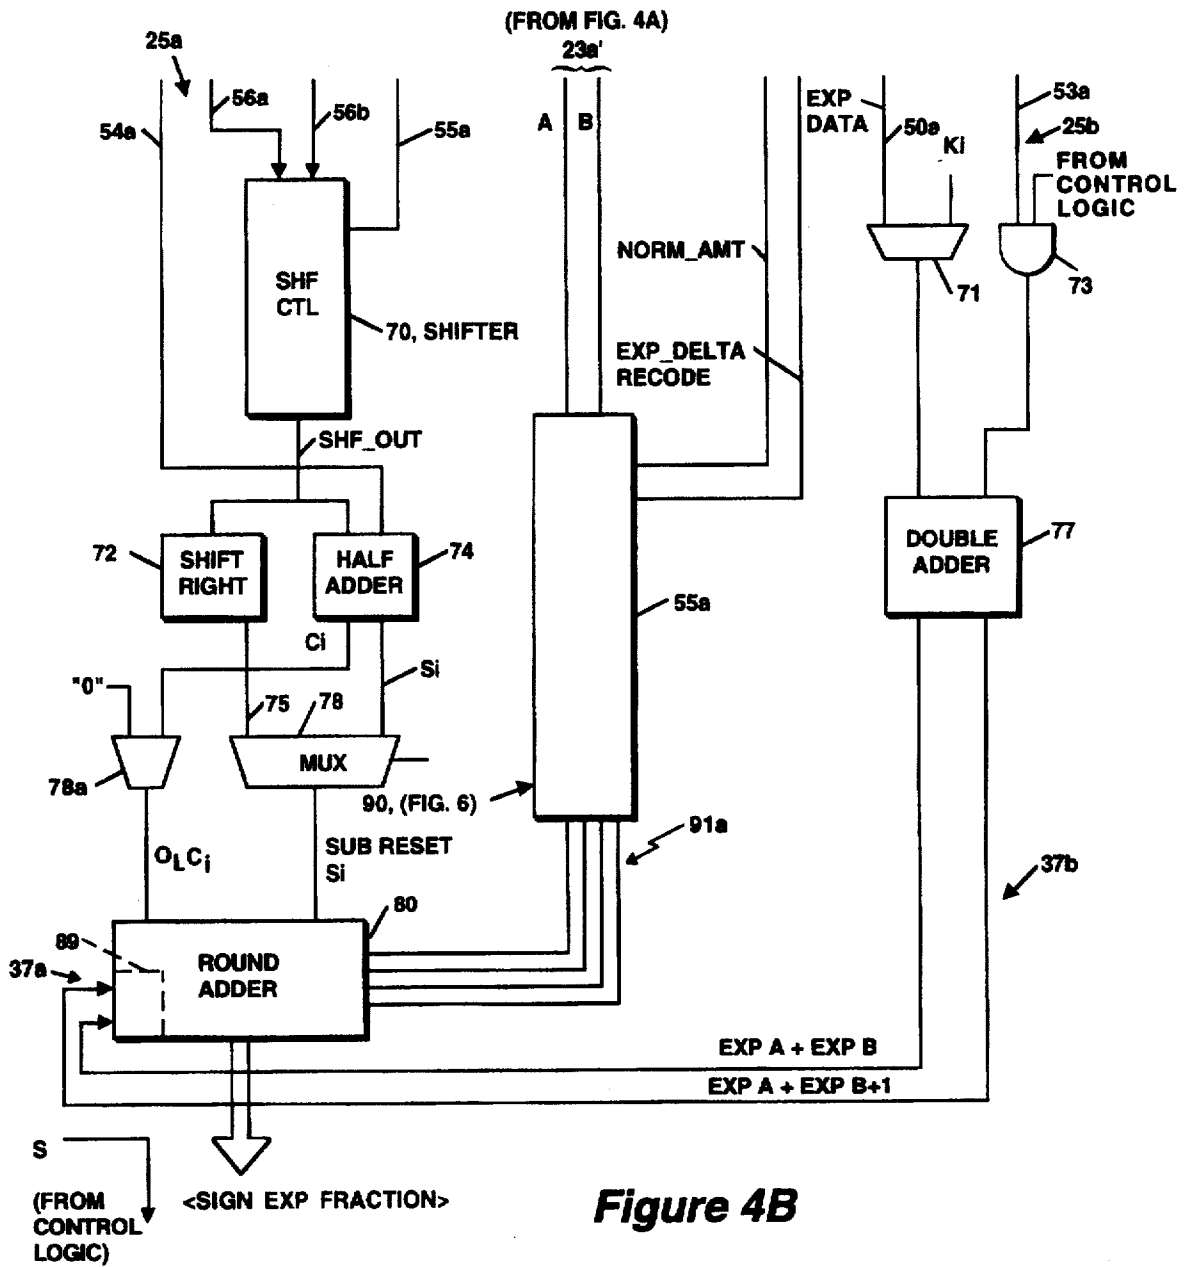 (FROM FIG. 4A)
23a'
25a
56a
56b
54a
55a
A
B
EXP
DATA
50a
Ki
53a
25b
FROM
CONTROL
LOGIC
NORM_AMT
71
73
SHF
CTL
70, SHIFTER
EXP_DELTA
RECODE
SHF_OUT
72
SHIFT
RIGHT
HALF
ADDER
74
DOUBLE
ADDER
77
55a
Ci
Si
"0"
75
78
MUX
78a
90, (FIG. 6)
91a
OLCi
SUB RESET
Si
37b
80
89
37a
ROUND
ADDER
EXP A + EXP B
EXP A + EXP B+1
S
(FROM
CONTROL
LOGIC)
<SIGN EXP FRACTION>
Figure 4B